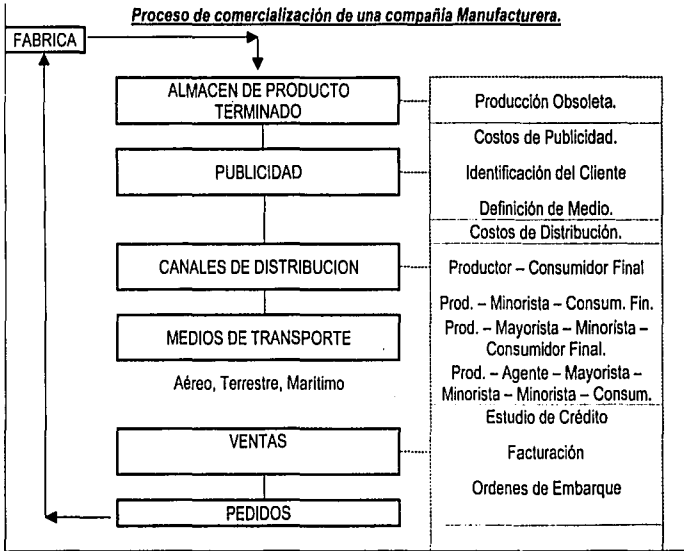 Proceso de comercialización de una compañia Manufacturera.
FABRICA
ALMACEN DE PRODUCTO
TERMINADO
Producción Obsoleta.
Costos de Publicidad.
PUBLICIDAD
Identificación del Cliente
Definición de Medio.
Costos de Distribución.
CANALES DE DISTRIBUCION
Productor – Consumidor Final
Prod. – Minorista – Consum. Fin.
MEDIOS DE TRANSPORTE
Prod. – Mayorista – Minorista –
Consumidor Final.
Aéreo, Terrestre, Maritimo
Prod. – Agente – Mayorista –
Minorista – Minorista – Consum.
Estudio de Crédito
VENTAS
Facturación
Ordenes de Embarque
PEDIDOS